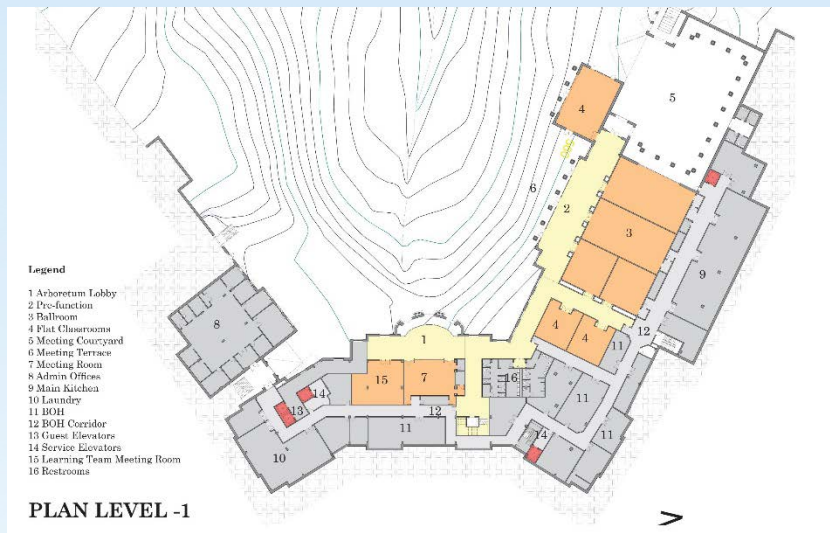 4
5
6
2
3
9
8
4
4
11
12
1
15
7
16
14
13
12
11
11
10
14
11
Legend
1 Arboretum Lobby
2 Pre-function
3 Ballroom
4 Flat Classrooms
5 Meeting Courtyard
6 Meeting Terrace
7 Meeting Room
8 Admin Offices
9 Main Kitchen
10 Laundry
11 BOH
12 BOH Corridor
13 Guest Elevators
14 Service Elevators
15 Learning Team Meeting Room
16 Restrooms
PLAN LEVEL -1